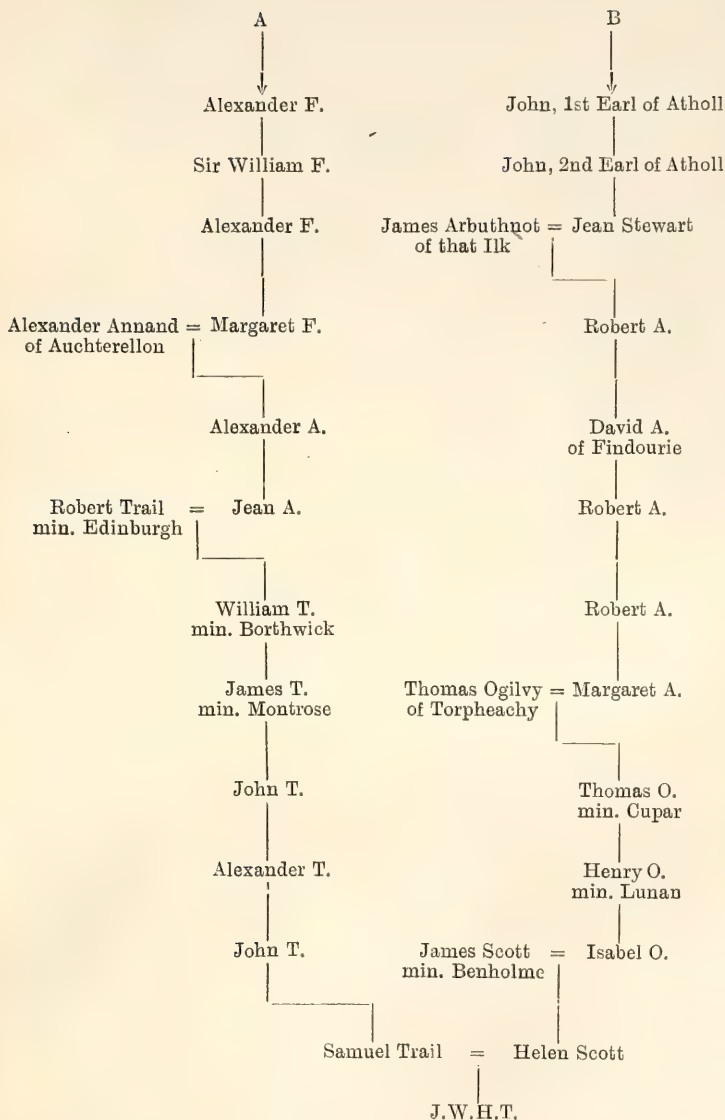 A B
Alexander F. John, 1st Earl of Atholl
Sir William F. John, 2nd Earl of Atholl
Alexander F. James Arbuthnot = Jean Stewart
of that Ilk
Alexander Annand = Margaret F. Robert A.
of Auchterellon
Alexander A. David A.
of Findourie
Robert Trail = Jean A. Robert A.
min. Edinburgh
William T. Robert A.
min. Borthwick
James T. Thomas Ogilvy = Margaret A.
min. Montrose of Torpheachy
John T. Thomas O.
min. Cupar
Alexander T. Henry O.
min. Lunan
John T. James Scott = Isabel O.
min. Benholme
Samuel Trail = Helen Scott
J.W.H.T.